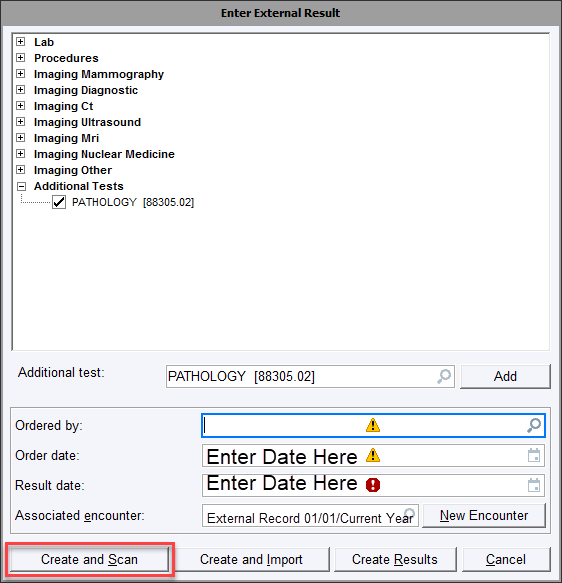 Enter External Result
Lab
Procedures
Imaging Mammography
Imaging Diagnostic
Imaging Ct
Imaging Ultrasound
Imaging Mri
Imaging Nuclear Medicine
Imaging Other
Additional Tests
PATHOLOGY [88305.02]
Additional test: PATHOLOGY [88305.02] Add
Ordered by:
Order date: Enter Date Here
Result date: Enter Date Here
Associated encounter: External Record 01/01/Current Year New Encounter
Create and Scan Create and Import Create Results Cancel